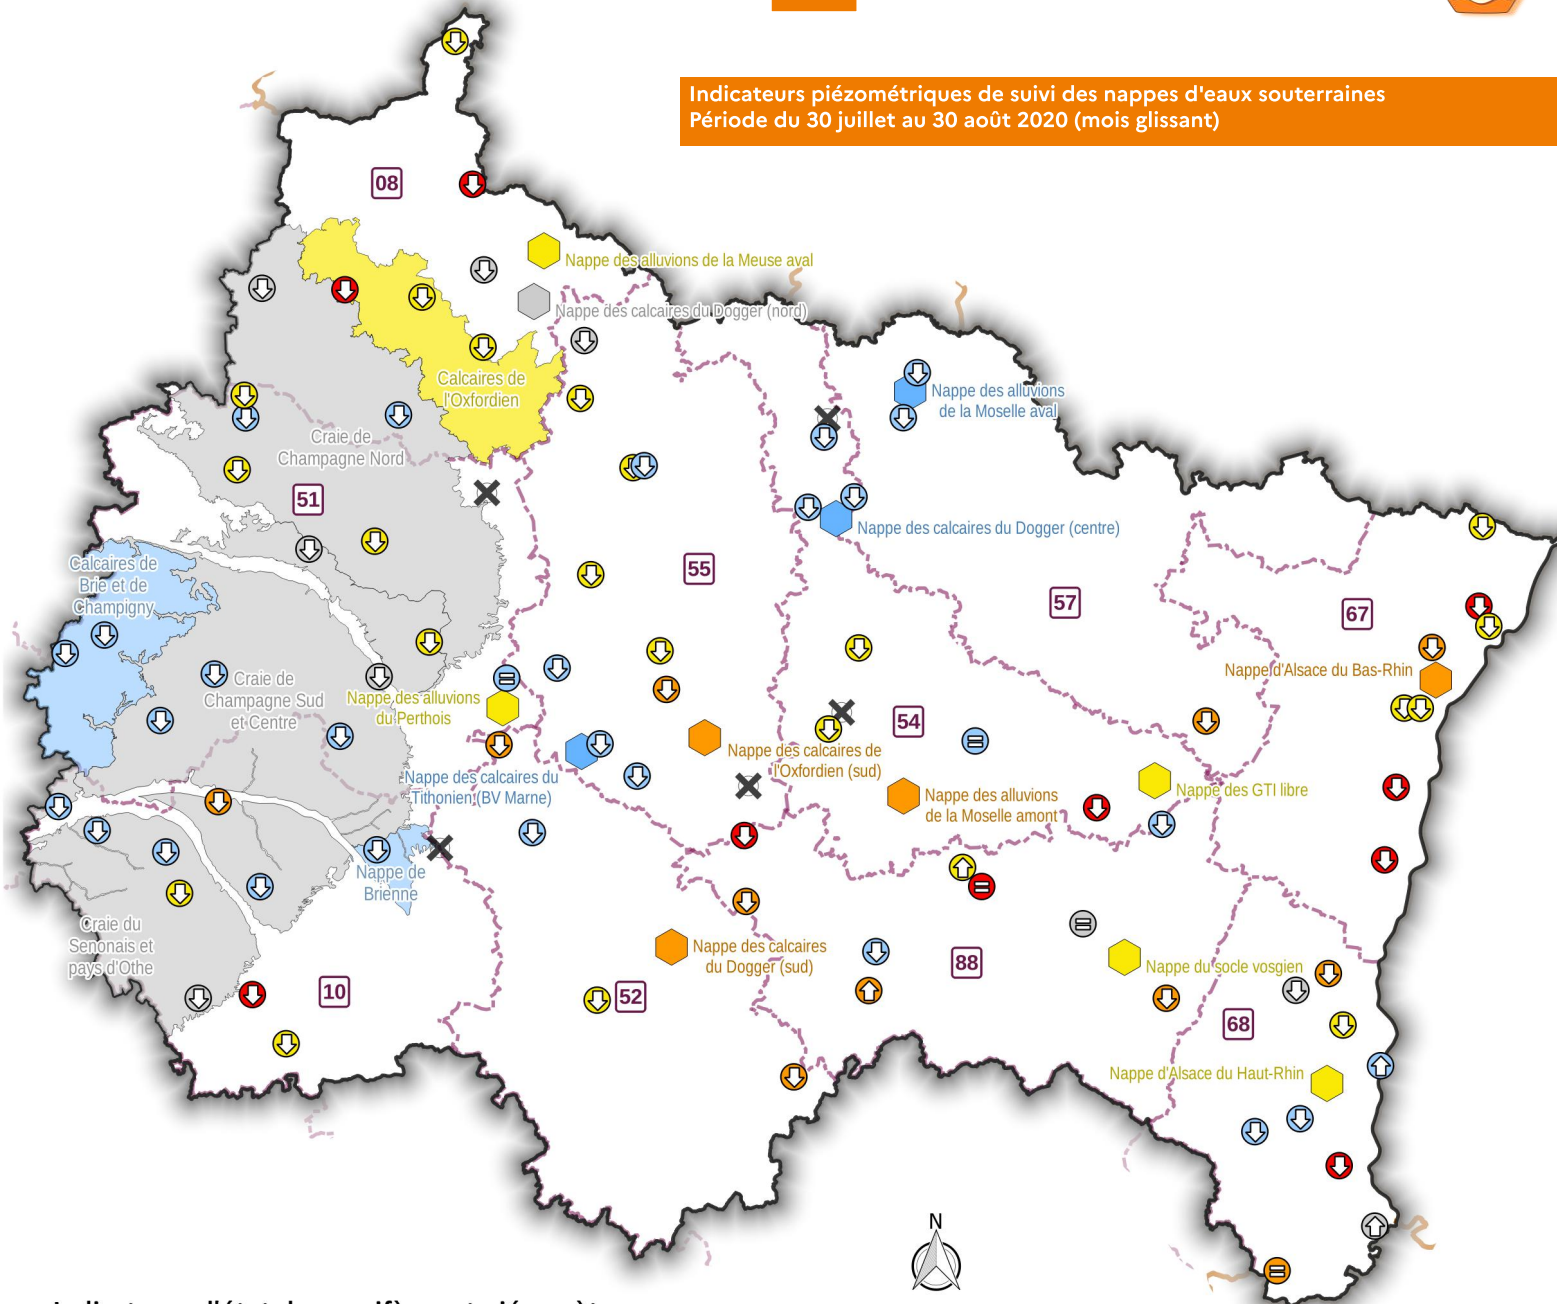 Indicateurs piézométriques de suivi des nappes d'eaux souterraines
Période du 30 juillet au 30 août 2020 (mois glissant)
08
Nappe des alluvions de la Meuse aval
Nappe des calcaires du Dogger (nord)
Calcaires de
l'Oxfordien
Nappe des alluvions
de la Moselle aval
Craie de
Champagne Nord
51
Nappe des calcaires du Dogger (centre)
Calcaires de
Brie et de
Champigny
55
57
67
Craie de
Champagne Sud
et Centre
Nappe des alluvions
du Perthois
Nappe d'Alsace du Bas-Rhin
54
Nappe des calcaires de
l'Oxfordien (sud)
Nappe des calcaires du
Tithonien (BV Marne)
Nappe des alluvions
de la Moselle amont
Nappe des GTI libre
Nappe de
Brienne
Craie du
Senonais et
pays d'Othe
Nappe des calcaires
du Dogger (sud)
88
Nappe du socle vosgien
10
52
68
Nappe d'Alsace du Haut-Rhin
N